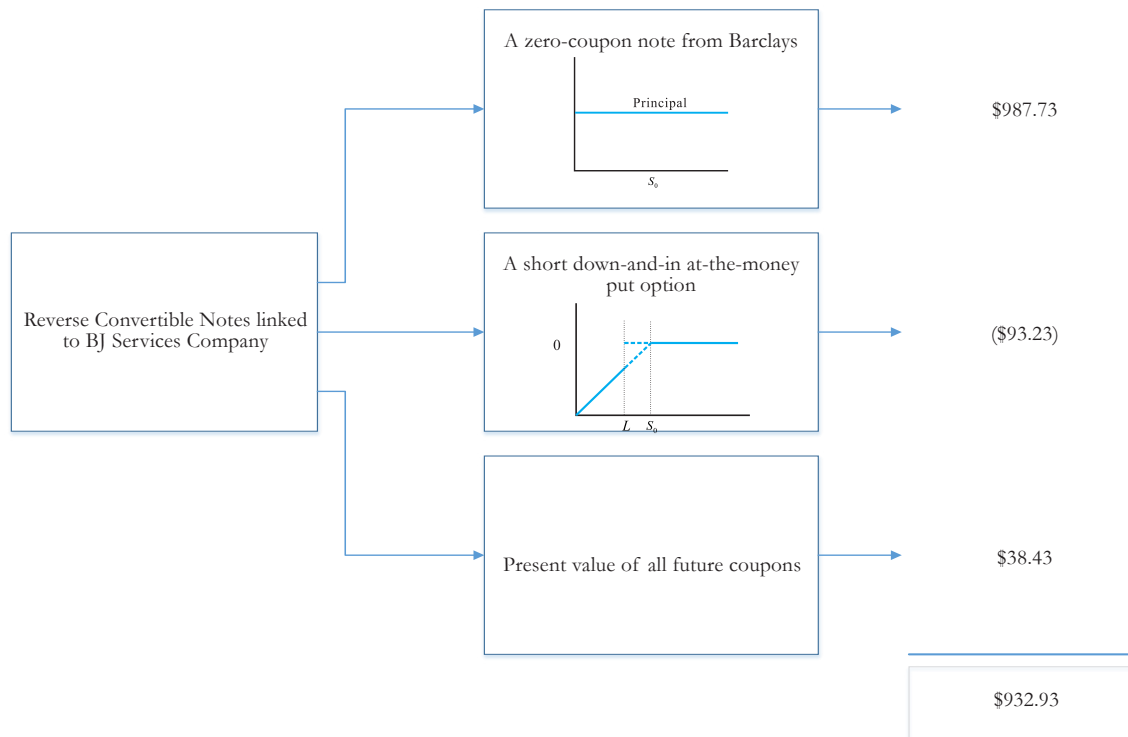 A zero-coupon note from Barclays
Principal
S₀
$987.73
Reverse Convertible Notes linked
to BJ Services Company
A short down-and-in at-the-money
put option
0
L S₀
($93.23)
Present value of all future coupons
$38.43
$932.93